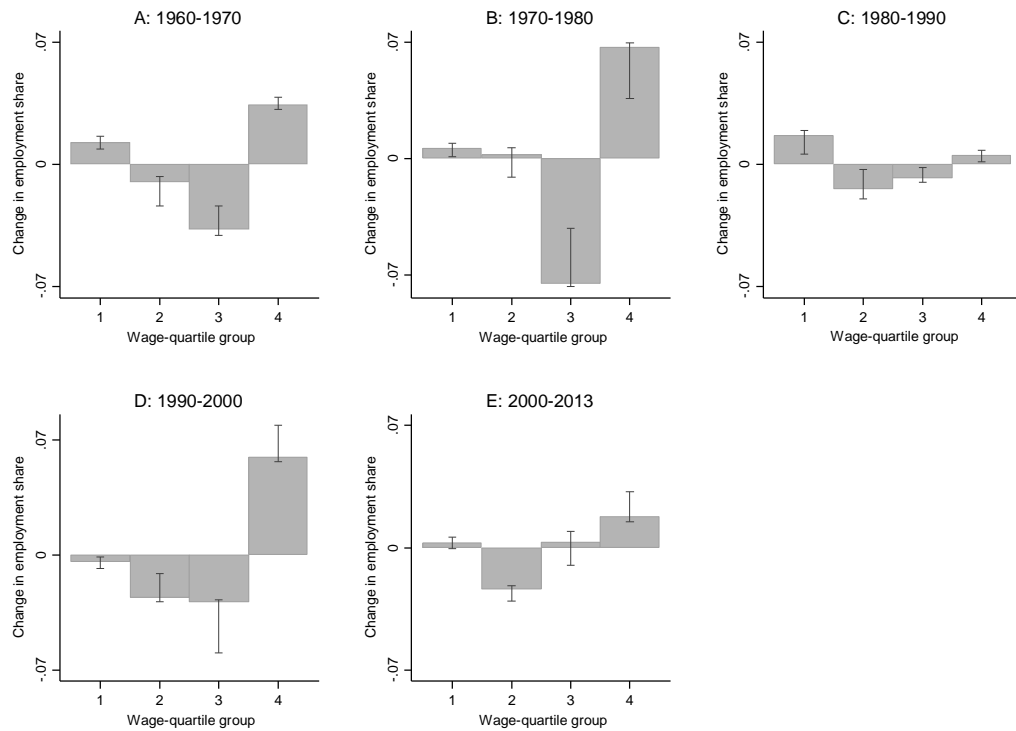 A: 1960-1970
Change in employment share
.07
0
-.07
1 2 3 4
Wage-quartile group
B: 1970-1980
Change in employment share
.07
0
-.07
1 2 3 4
Wage-quartile group
C: 1980-1990
Change in employment share
.07
0
-.07
1 2 3 4
Wage-quartile group
D: 1990-2000
Change in employment share
.07
0
-.07
1 2 3 4
Wage-quartile group
E: 2000-2013
Change in employment share
.07
0
-.07
1 2 3 4
Wage-quartile group